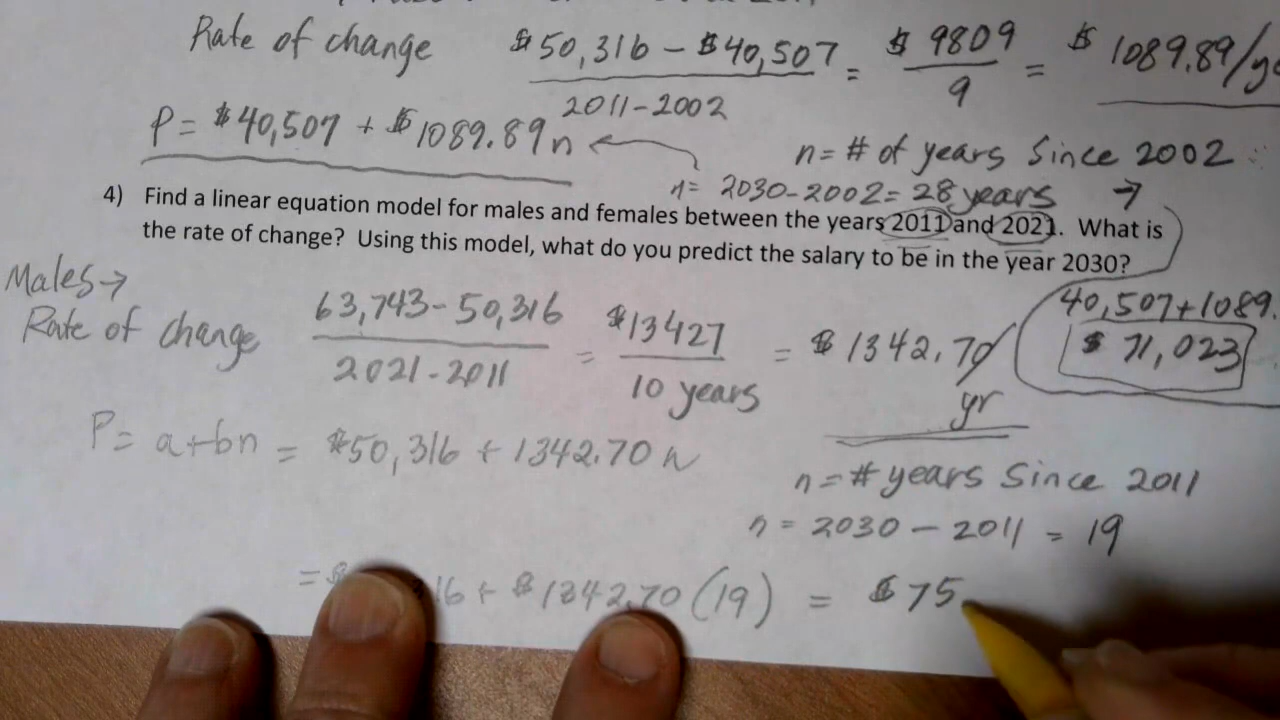 Rate of change $50,316 - $40,507 = $ 9809 = $ 1089.89/
2011-2002 9
P = $40,507 + $1089.89n
n = # of years since 2002
n= 2030-2002= 28 years →
4) Find a linear equation model for males and females between the years 2011 and 2021. What is
the rate of change? Using this model, what do you predict the salary to be in the year 2030?
Males →
Rate of change 63,743 - 50,316 = $13427 = $1342.70/yr
2021-2011 10 years
40,507+1089.
$ 71,023
P = a+bn = $50,316 + 1342.70 n
n = # years since 2011
n = 2030 - 2011 = 19
= $ 16 + $1342.70 (19) = $75